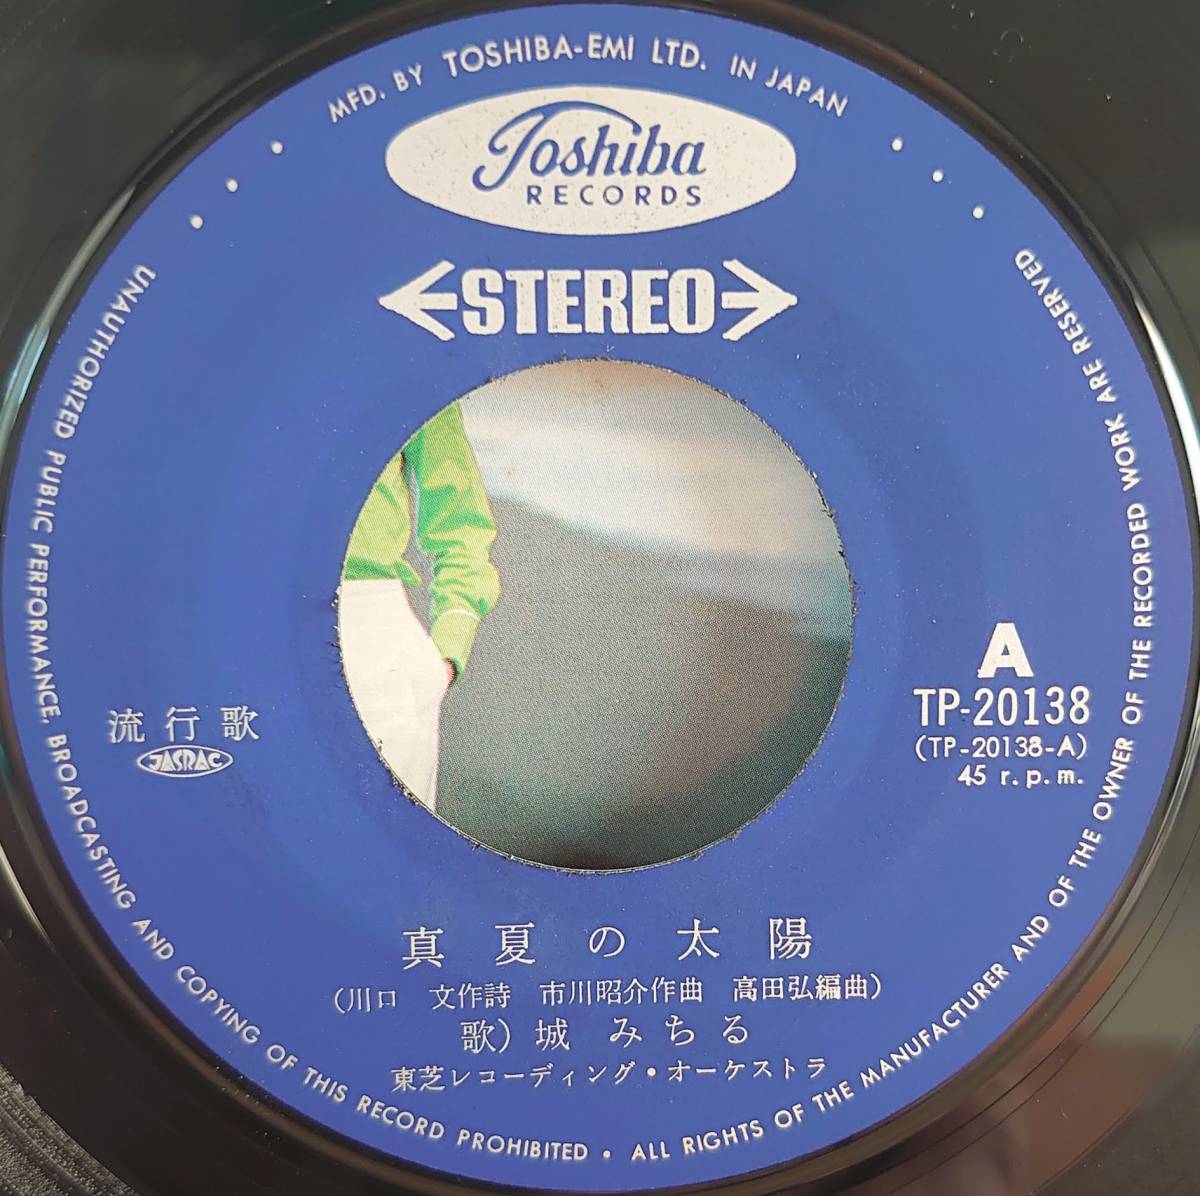 MFD. BY TOSHIBA-EMI LTD. IN JAPAN
Toshiba
RECORDS
STEREO
A
TP-20138
(TP-20138-A)
45 r.p.m.
流行歌
JASRAC
真夏の太陽
(川口 文作詩 市川昭介作曲 高田弘編曲)
歌) 城 みちる
東芝レコーディング・オーケストラ
UNAUTHORIZED PUBLIC PERFORMANCE, BROADCASTING AND COPYING OF THIS RECORD PROHIBITED • ALL RIGHTS OF THE MANUFACTURER AND OF THE OWNER OF THE RECORDED WORK ARE RESERVED